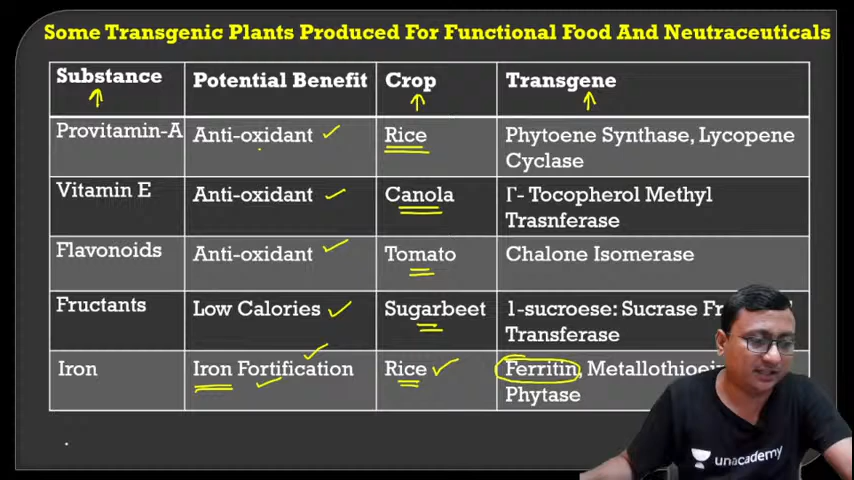 Some Transgenic Plants Produced For Functional Food And Neutraceuticals
Substance Potential Benefit Crop Transgene
Provitamin-A Anti-oxidant Rice Phytoene Synthase, Lycopene
Cyclase
Vitamin E Anti-oxidant Canola Γ- Tocopherol Methyl
Trasnferase
Flavonoids Anti-oxidant Tomato Chalone Isomerase
Fructants Low Calories Sugarbeet 1-sucroese: Sucrase
Transferase
Iron Iron Fortification Rice Ferritin,
Phytase
unacademy